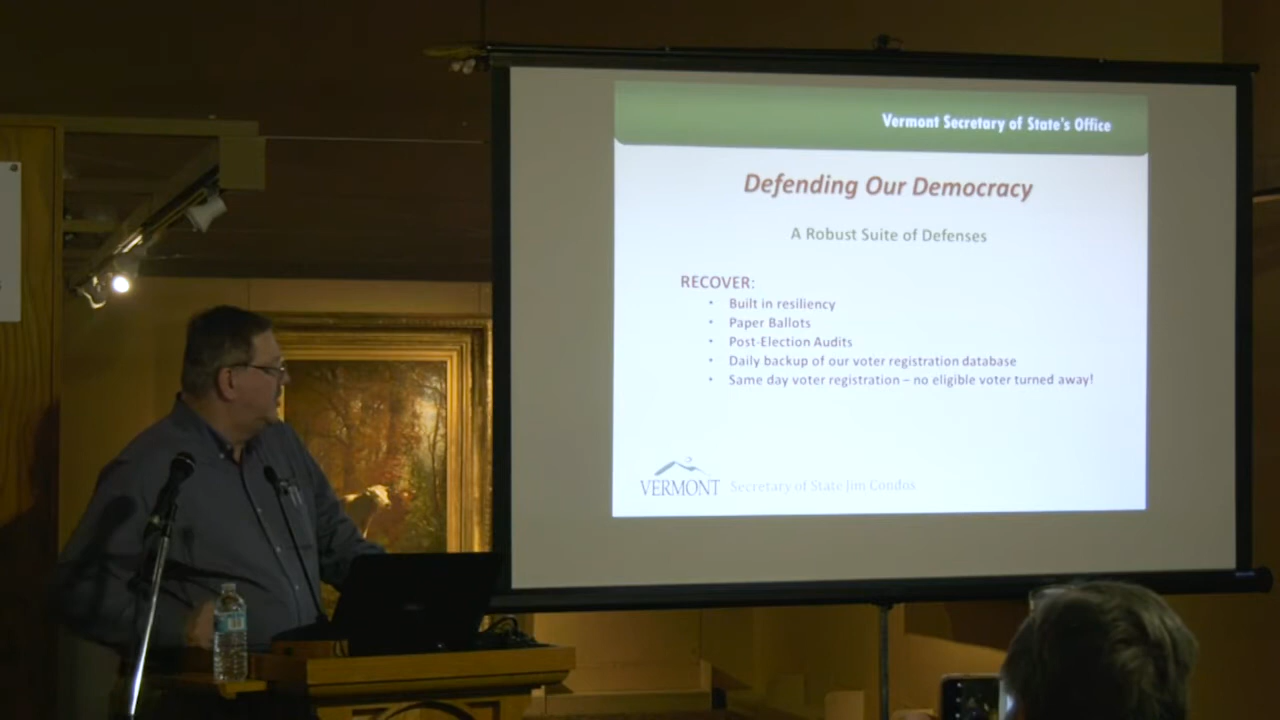 Vermont Secretary of State's Office
Defending Our Democracy
A Robust Suite of Defenses
RECOVER:
• Built in resiliency
• Paper Ballots
• Post-Election Audits
• Daily backup of our voter registration database
• Same day voter registration – no eligible voter turned away!
VERMONT Secretary of State Jim Condos